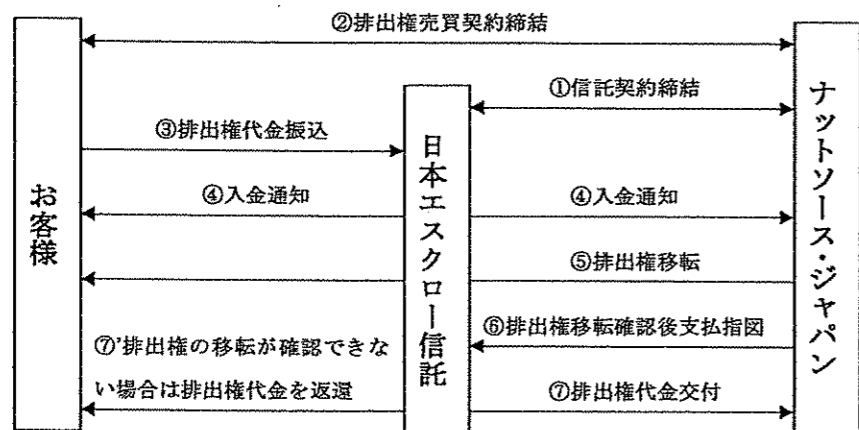 ②排出権売買契約締結
①信託契約締結
③排出権代金振込
④入金通知
④入金通知
⑤排出権移転
⑥排出権移転確認後支払指図
⑦'排出権の移転が確認できな
い場合は排出権代金を返還
⑦排出権代金交付
お客様
日本エスクロー信託
ナットソース・ジャパン